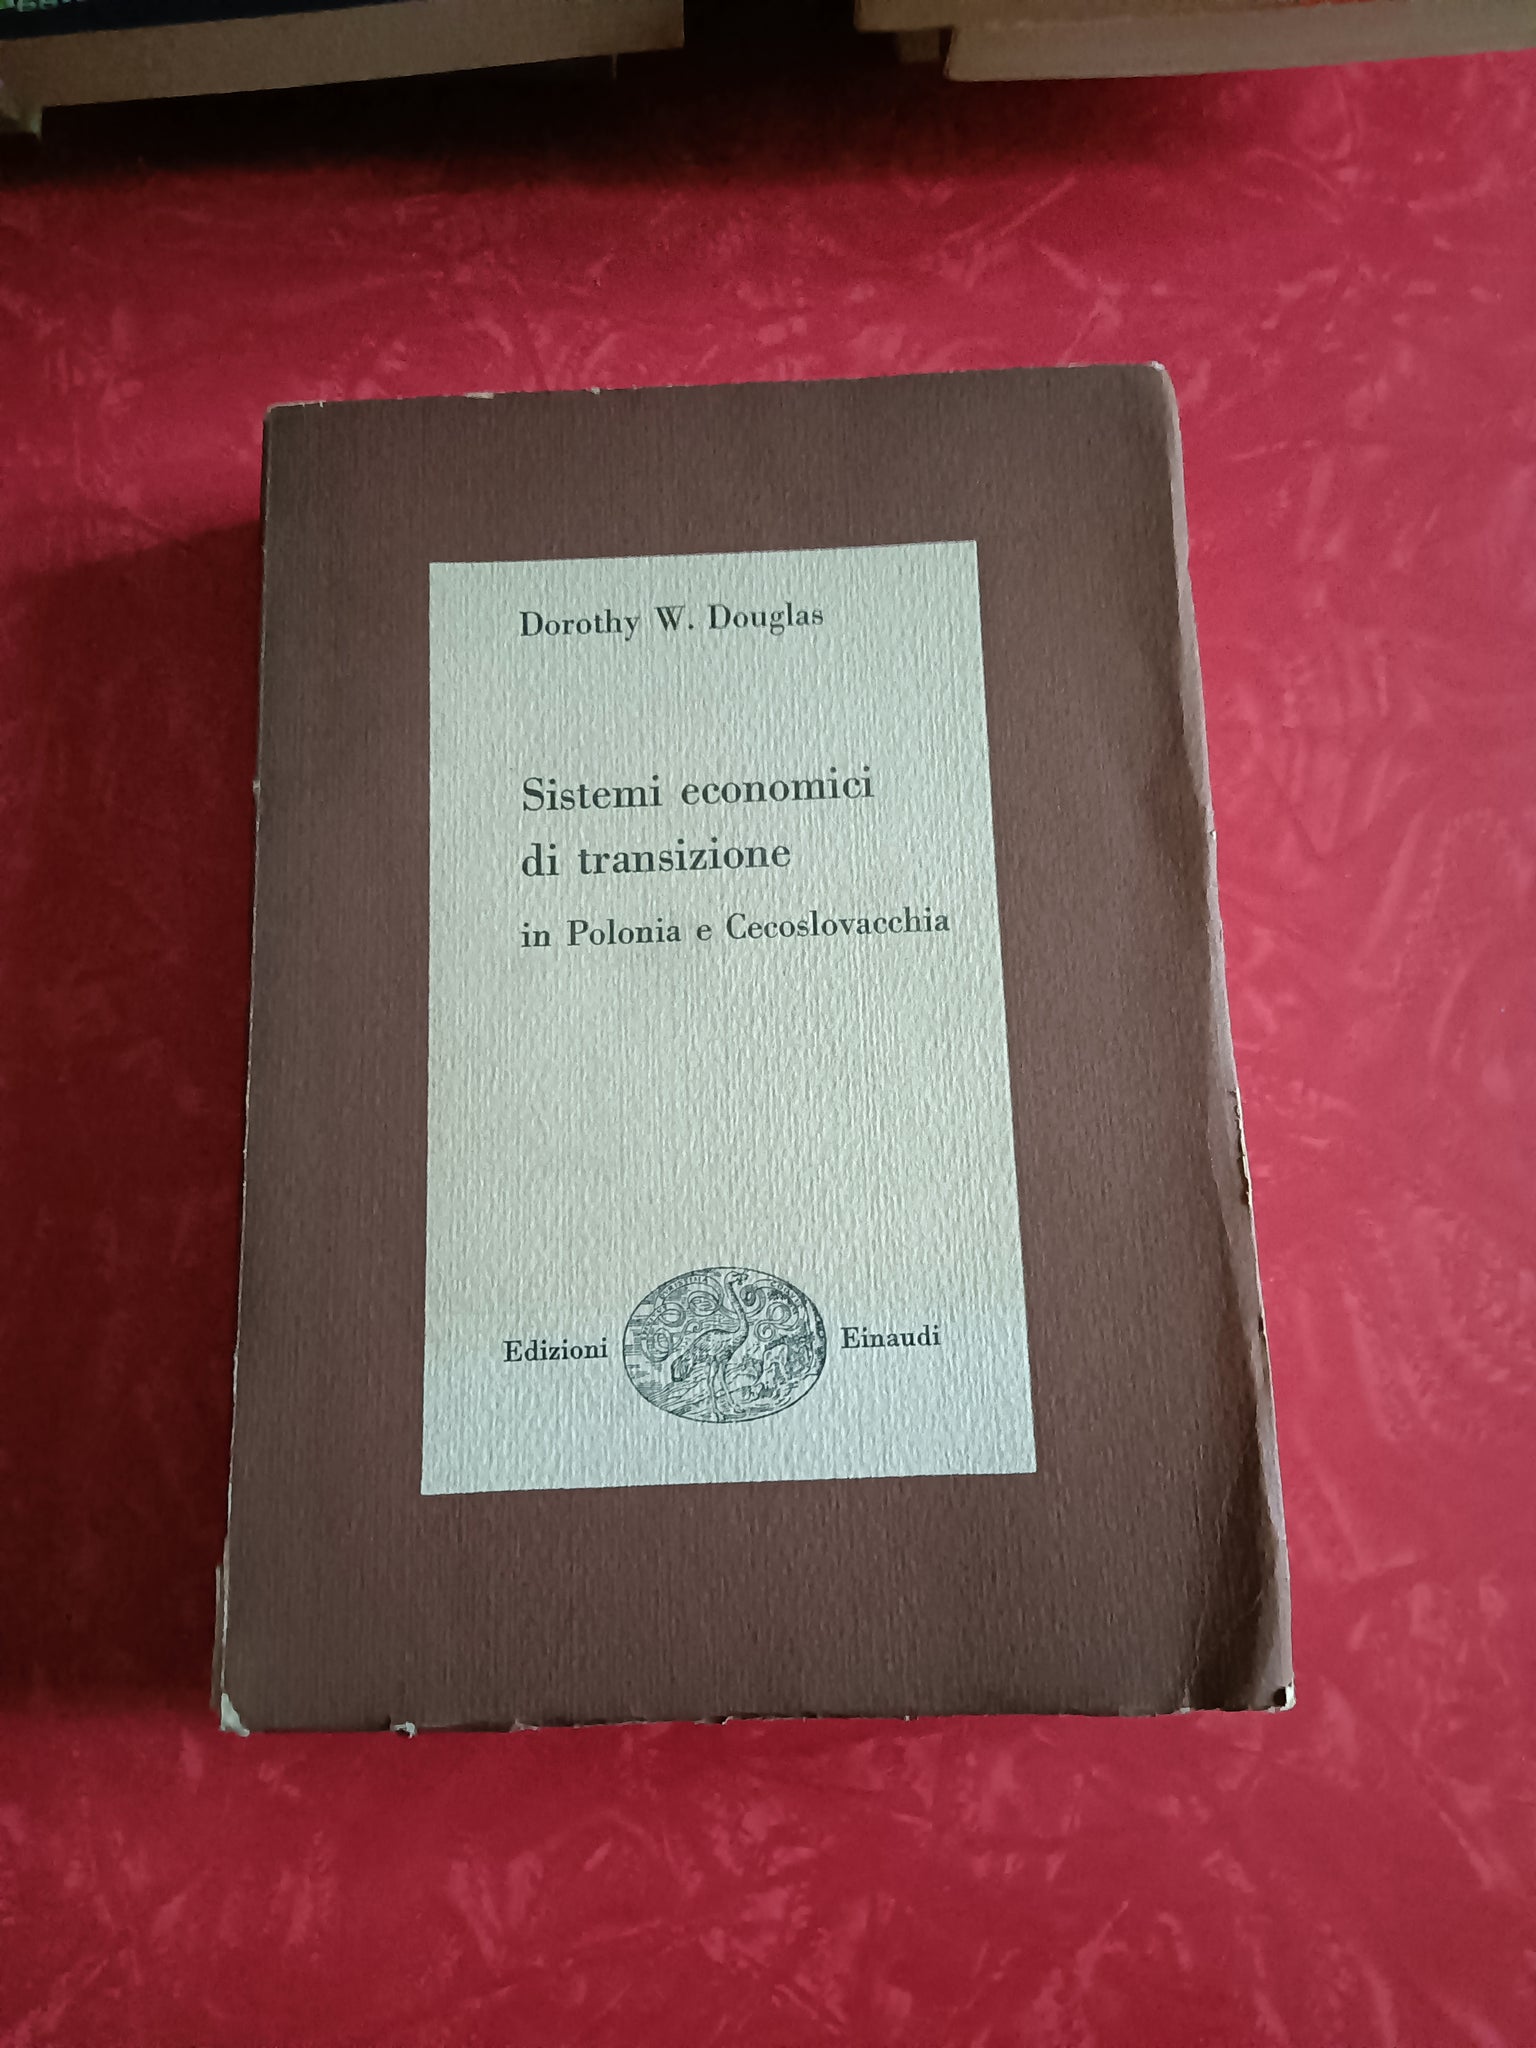 Dorothy W. Douglas
Sistemi economici
di transizione
in Polonia e Cecoslovacchia
Edizioni Einaudi